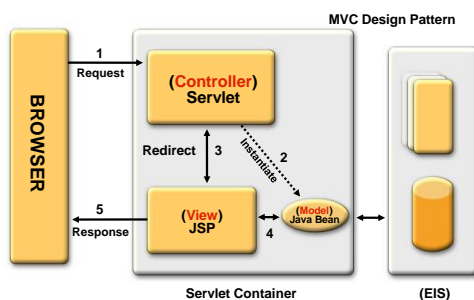 MVC Design Pattern
1
Request
BROWSER
(Controller)
Servlet
Redirect
3
2
Instantiate
5
Response
(View)
JSP
4
(Model)
Java Bean
Servlet Container
(EIS)